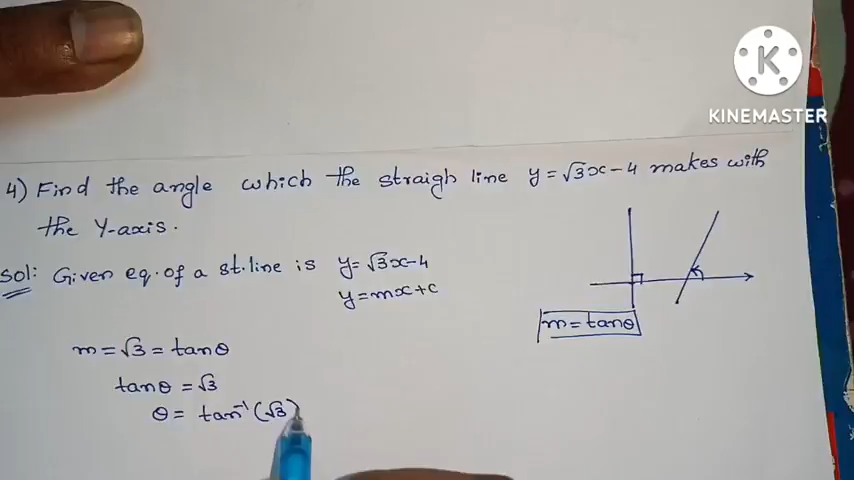 KINEMASTER
4) Find the angle which the straigh line y = √3x - 4 makes with
the Y-axis.
Sol: Given eq. of a st. line is y = √3x - 4
y = mx + c
m = tanθ
m = √3 = tanθ
tanθ = √3
θ = tan⁻¹(√3)